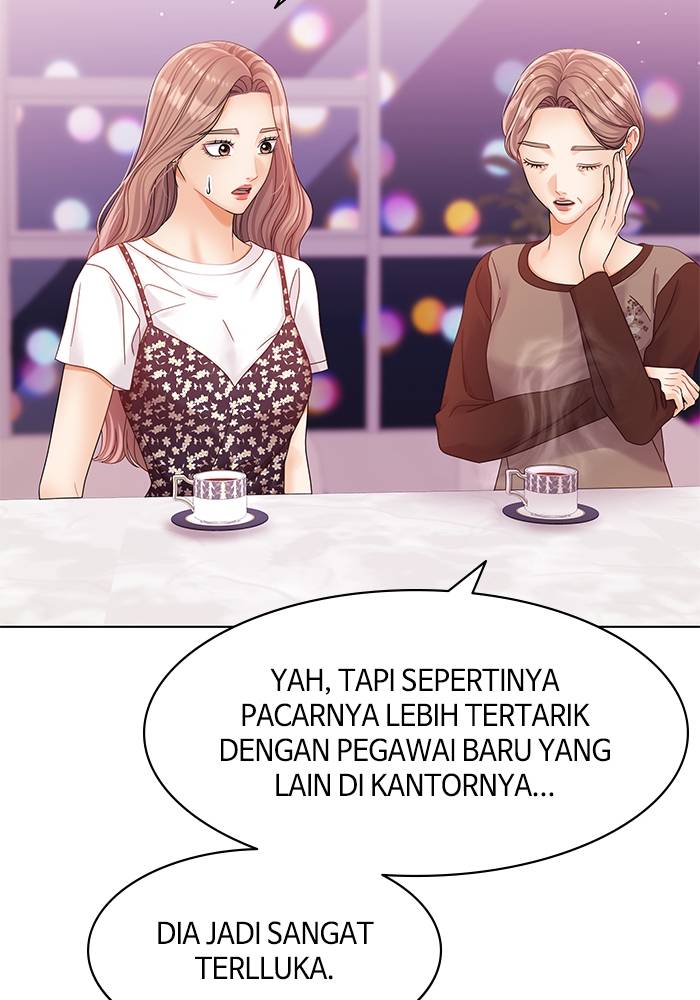 YAH, TAPI SEPERTINYA
PACARNYA LEBIH TERTARIK
DENGAN PEGAWAI BARU YANG
LAIN DI KANTORNYA...
DIA JADI SANGAT
TERLLUKA.